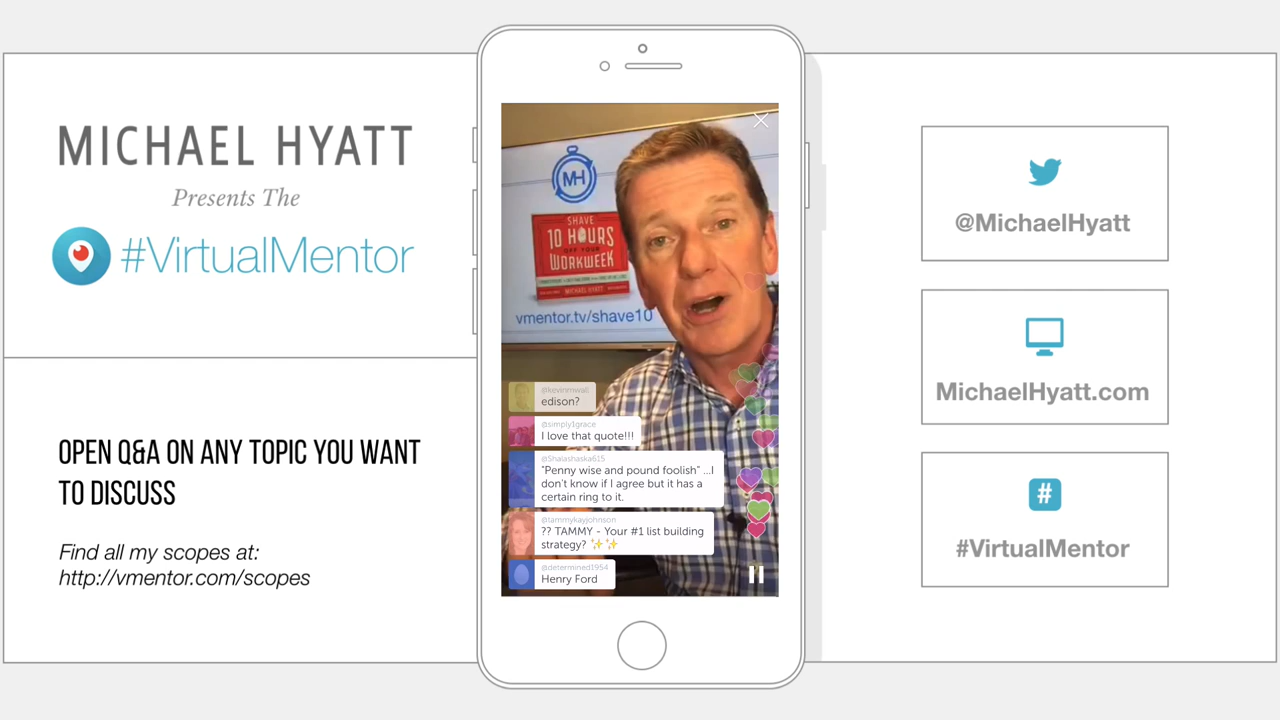 MICHAEL HYATT
Presents The
#VirtualMentor
OPEN Q&A ON ANY TOPIC YOU WANT
TO DISCUSS
Find all my scopes at:
http://vmentor.com/scopes
MH
SHAVE
10 HOURS
OFF YOUR
WORKWEEK
MICHAEL HYATT
vmentor.tv/shave10
@kevinmwall
edison?
@simply1grace
I love that quote!!!
@Shalashaska615
"Penny wise and pound foolish" ...I
don't know if I agree but it has a
certain ring to it.
@tammykayjohnson
?? TAMMY - Your #1 list building
strategy? ✨✨
@determined1954
Henry Ford
@MichaelHyatt
MichaelHyatt.com
#
#VirtualMentor